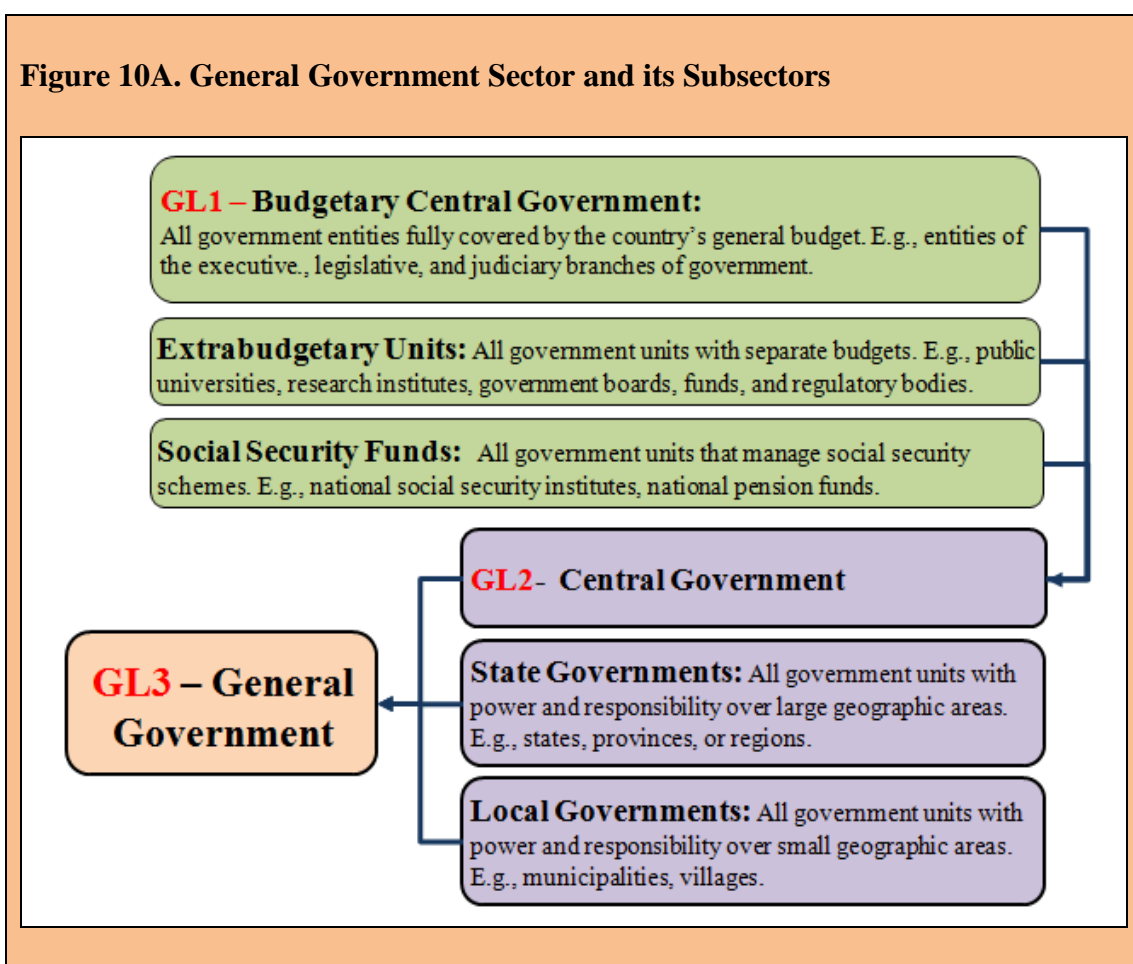 Figure 10A. General Government Sector and its Subsectors
GL1 – Budgetary Central Government:
All government entities fully covered by the country's general budget. E.g., entities of
the executive., legislative, and judiciary branches of government.
Extrabudgetary Units: All government units with separate budgets. E.g., public
universities, research institutes, government boards, funds, and regulatory bodies.
Social Security Funds: All government units that manage social security
schemes. E.g., national social security institutes, national pension funds.
GL2- Central Government
GL3 – General
Government
State Governments: All government units with
power and responsibility over large geographic areas.
E.g., states, provinces, or regions.
Local Governments: All government units with
power and responsibility over small geographic areas.
E.g., municipalities, villages.